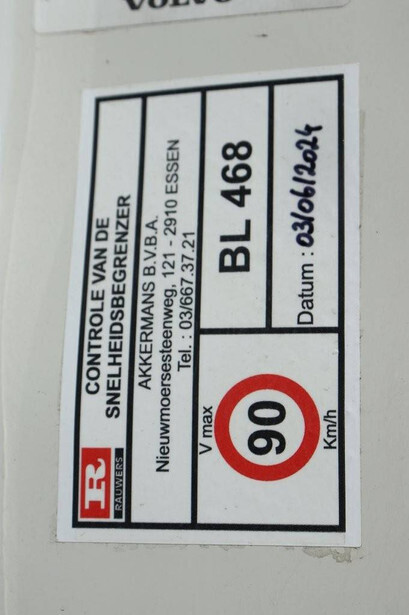 VOLVO
R
RAUWERS
CONTROLE VAN DE
SNELHEIDSBEGRENZER
AKKERMANS B.V.B.A.
Nieuwmoersesteenweg, 121 - 2910 ESSEN
Tel. : 03/667.37.21
V max
90
Km/h
BL 468
Datum : 03/06/2024